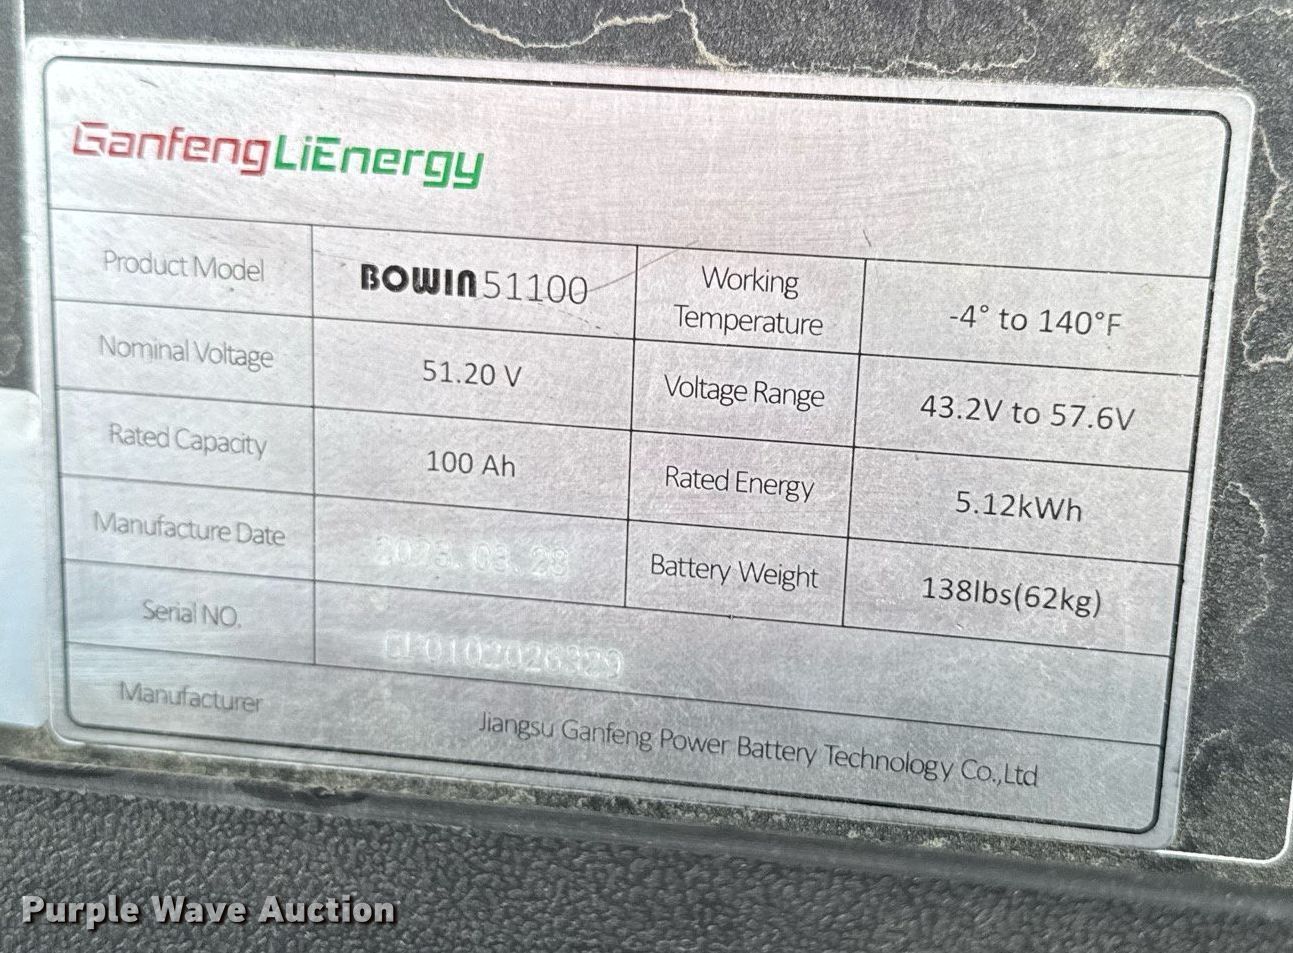 GanfengLiEnergy
Product Model
BOWIN51100
Working
Temperature
-4° to 140°F
Nominal Voltage
51.20 V
Voltage Range
43.2V to 57.6V
Rated Capacity
100 Ah
Rated Energy
5.12kWh
Manufacture Date
Battery Weight
138lbs(62kg)
Serial NO.
Manufacturer
Jiangsu Ganfeng Power Battery Technology Co.,Ltd
Purple Wave Auction